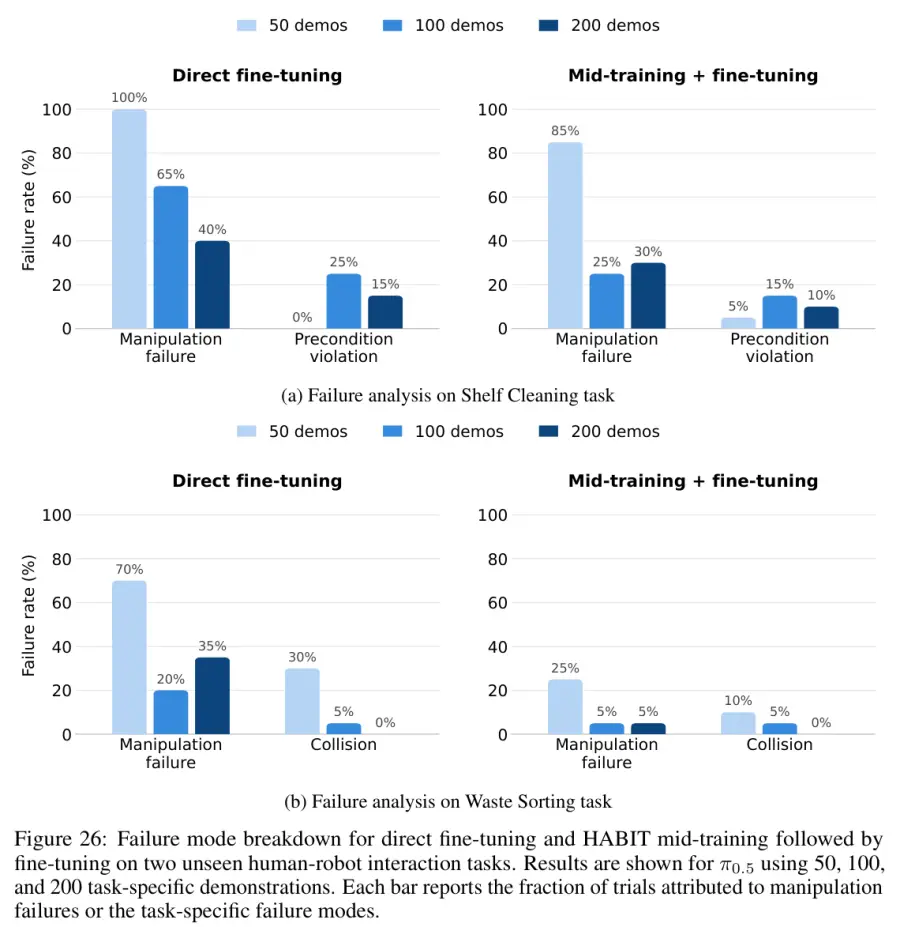 50 demos 100 demos 200 demos
Direct fine-tuning
Mid-training + fine-tuning
Failure rate (%)
100
80
60
40
20
0
100%
65%
40%
0%
25%
15%
Manipulation
failure
Precondition
violation
100
80
60
40
20
0
85%
25%
30%
5%
15%
10%
Manipulation
failure
Precondition
violation
(a) Failure analysis on Shelf Cleaning task
50 demos 100 demos 200 demos
Direct fine-tuning
Mid-training + fine-tuning
Failure rate (%)
100
80
60
40
20
0
70%
20%
35%
30%
5%
0%
Manipulation
failure
Collision
100
80
60
40
20
0
25%
5%
5%
10%
5%
0%
Manipulation
failure
Collision
(b) Failure analysis on Waste Sorting task
Figure 26: Failure mode breakdown for direct fine-tuning and HABIT mid-training followed by
fine-tuning on two unseen human-robot interaction tasks. Results are shown for π0.5 using 50, 100,
and 200 task-specific demonstrations. Each bar reports the fraction of trials attributed to manipulation
failures or the task-specific failure modes.